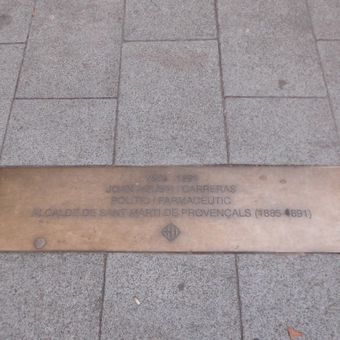 JOAN I CARRERAS
POLÍTIC I FARMACÈUTIC
ALCALDE DE SANT MARTÍ DE PROVENÇALS (1885-1891)